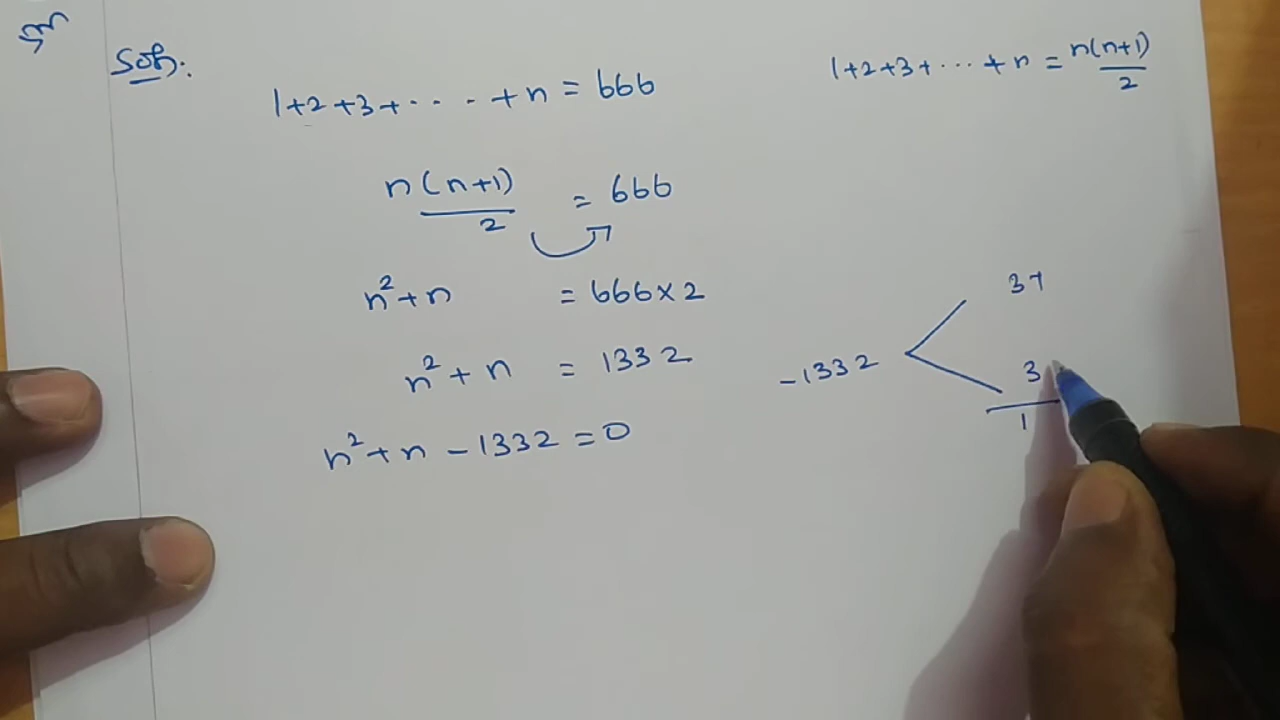 Soln.
1+2+3+....+n = 666
1+2+3+...+n = n(n+1)/2
n(n+1)/2 = 666
n²+n = 666×2
n²+n = 1332
n²+n-1332=0
37
-1332
3
1